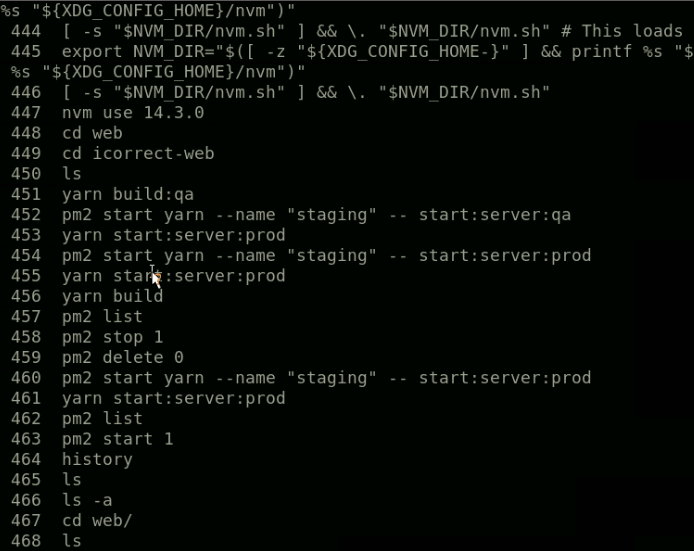 %s "${XDG_CONFIG_HOME}/nvm")"
444 [ -s "$NVM_DIR/nvm.sh" ] && \. "$NVM_DIR/nvm.sh" # This loads
445 export NVM_DIR="$([ -z "${XDG_CONFIG_HOME-}" ] && printf %s "$
%s "${XDG_CONFIG_HOME}/nvm")"
446 [ -s "$NVM_DIR/nvm.sh" ] && \. "$NVM_DIR/nvm.sh"
447 nvm use 14.3.0
448 cd web
449 cd icorrect-web
450 ls
451 yarn build:qa
452 pm2 start yarn --name "staging" -- start:server:qa
453 yarn start:server:prod
454 pm2 start yarn --name "staging" -- start:server:prod
455 yarn start:server:prod
456 yarn build
457 pm2 list
458 pm2 stop 1
459 pm2 delete 0
460 pm2 start yarn --name "staging" -- start:server:prod
461 yarn start:server:prod
462 pm2 list
463 pm2 start 1
464 history
465 ls
466 ls -a
467 cd web/
468 ls